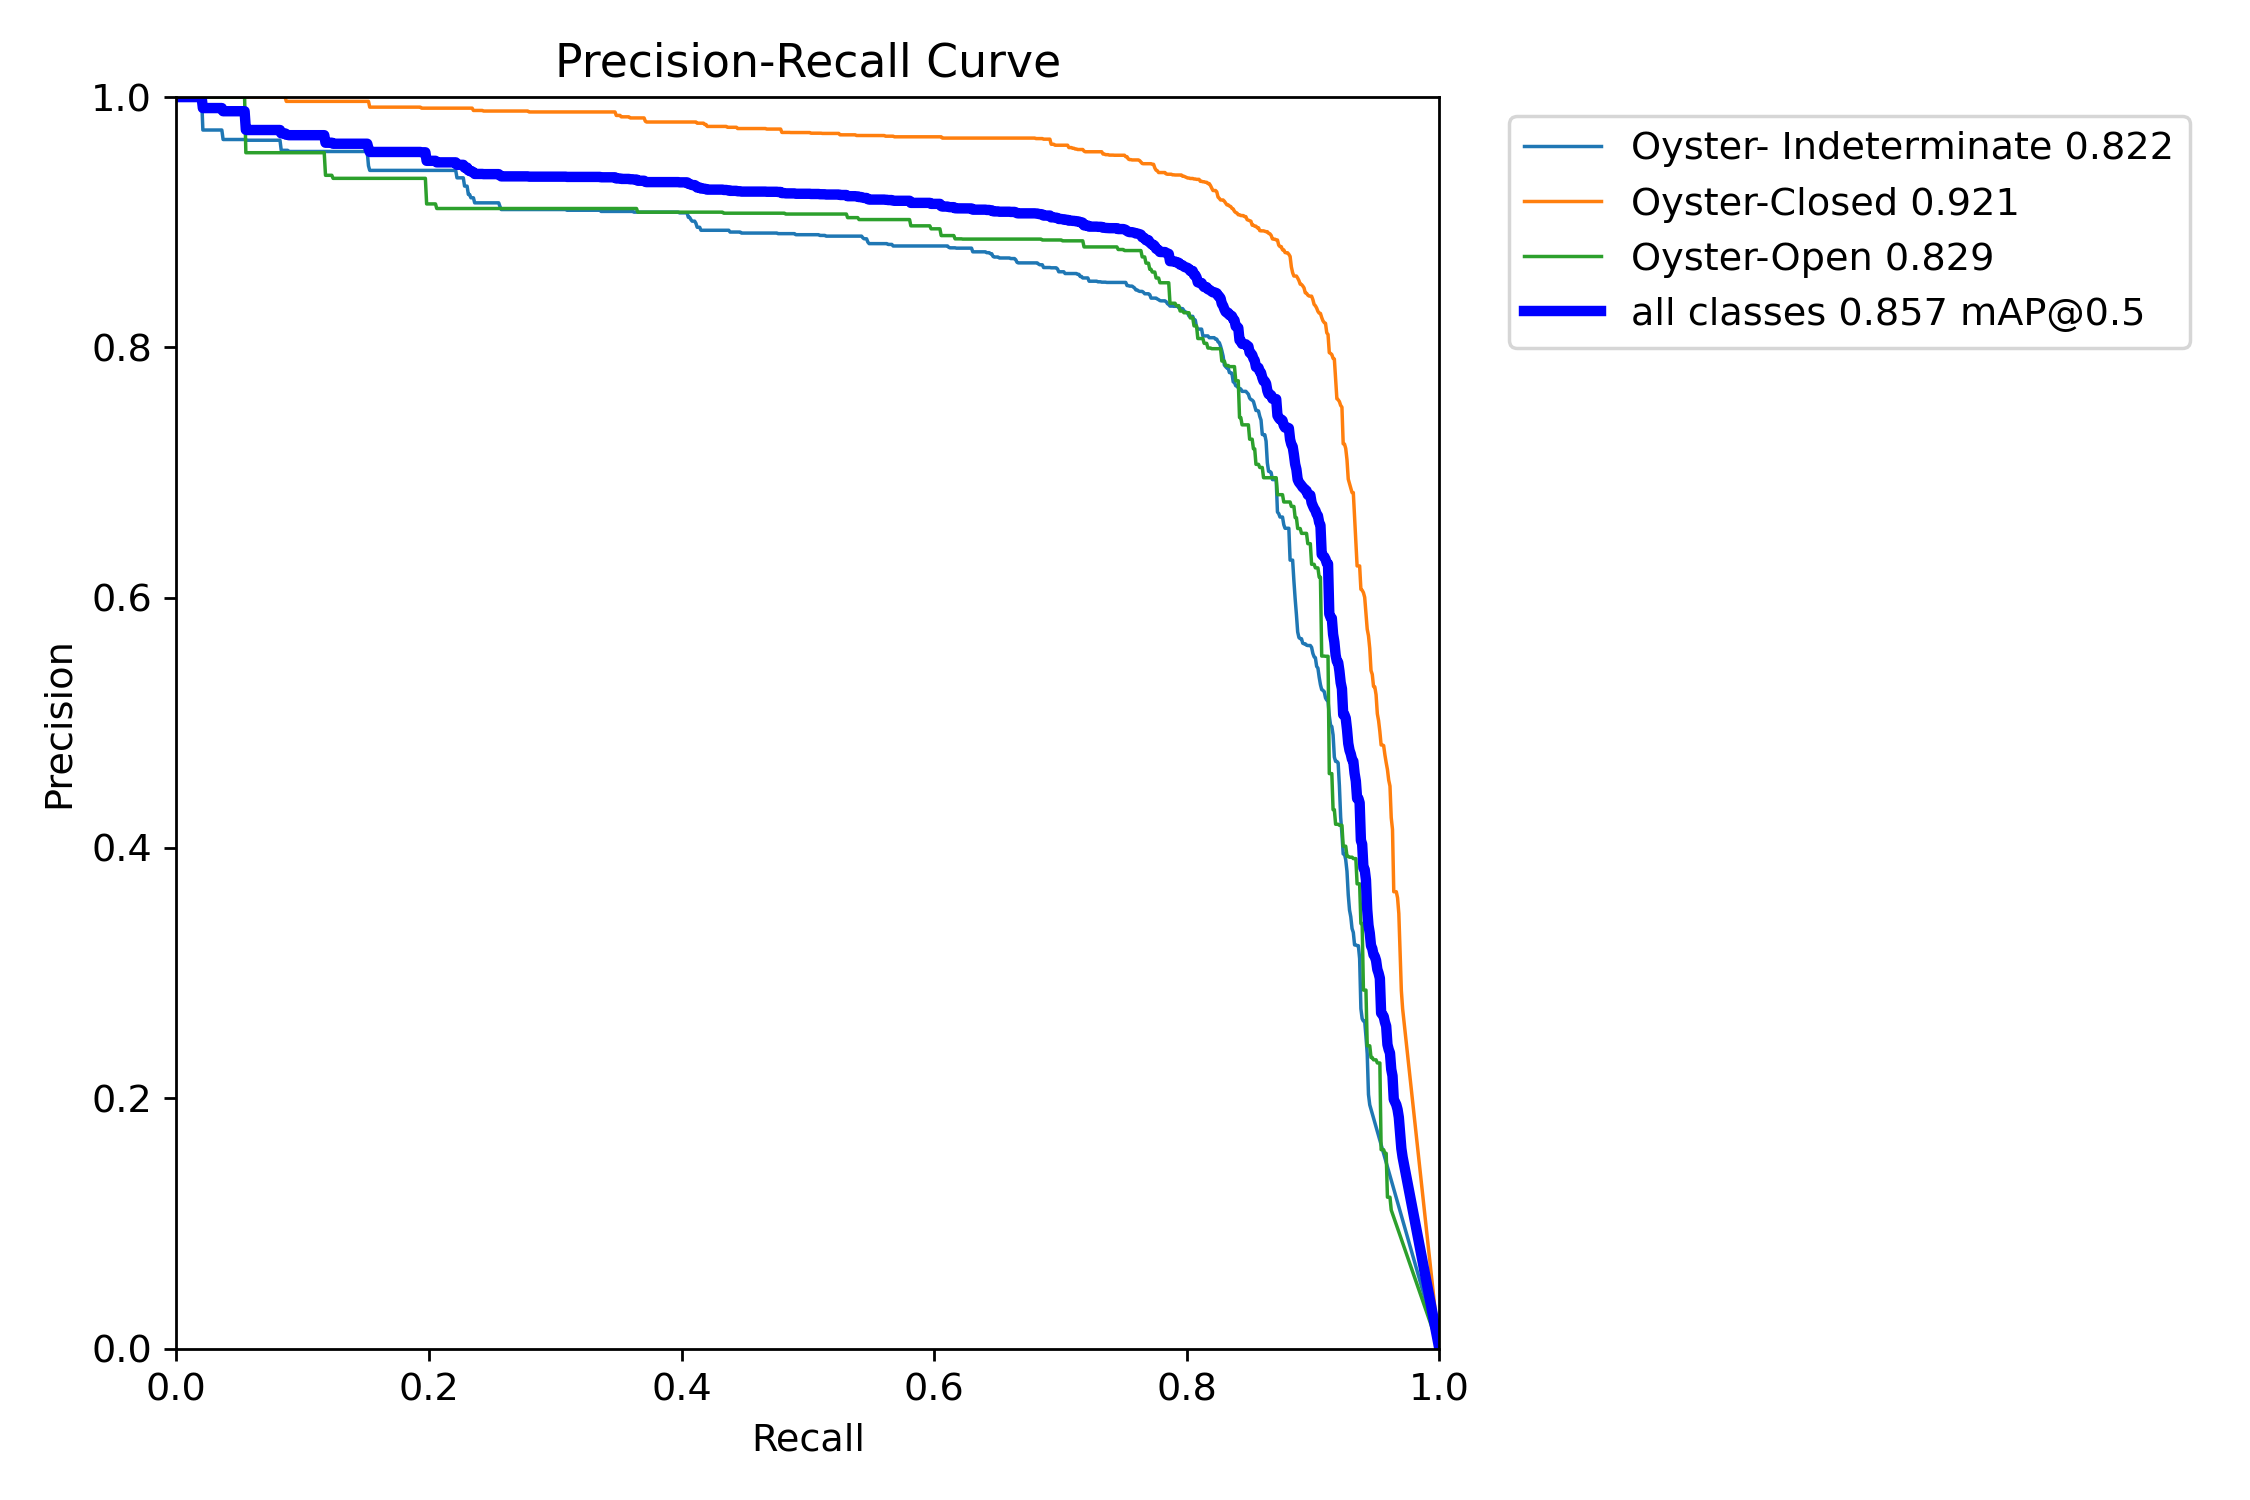 Precision-Recall Curve
1.0
0.8
0.6
0.4
0.2
0.0
Precision
0.0 0.2 0.4 0.6 0.8 1.0
Recall
Oyster- Indeterminate 0.822
Oyster-Closed 0.921
Oyster-Open 0.829
all classes 0.857 mAP@0.5